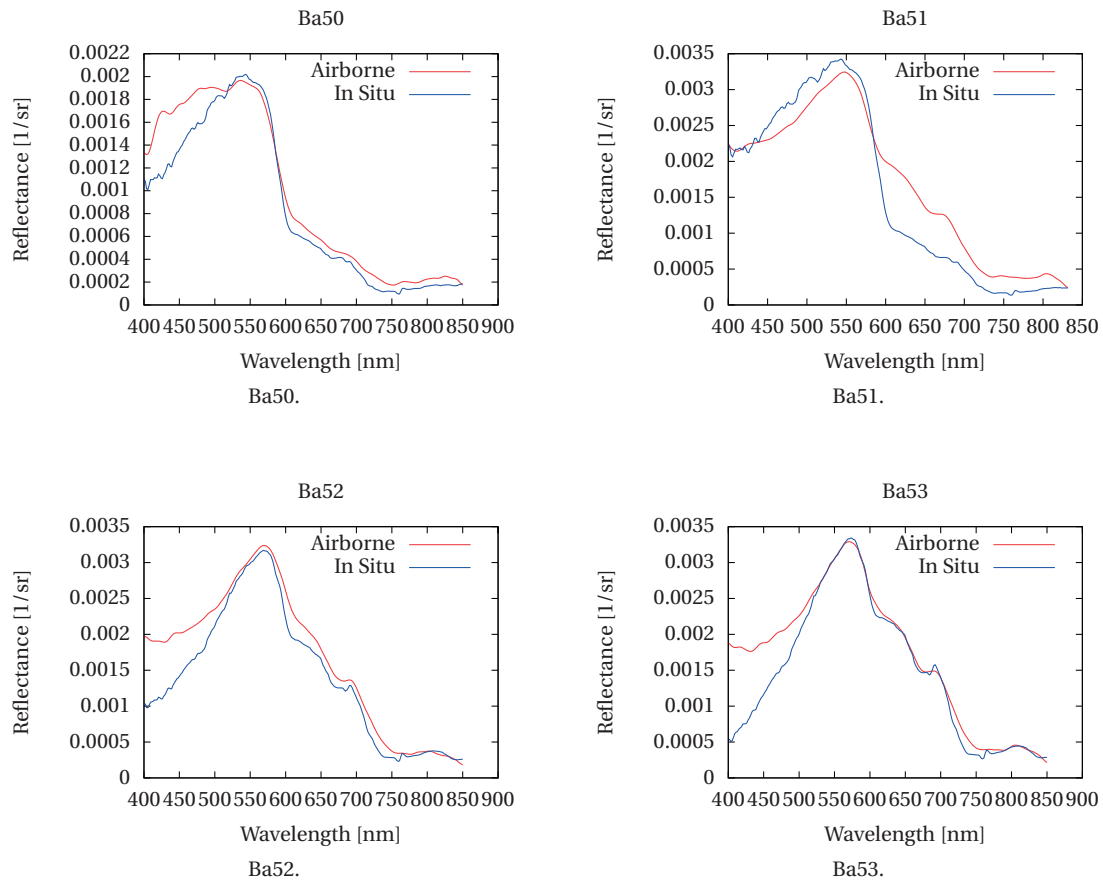 Ba50
0.0022
0.002
0.0018
0.0016
0.0014
0.0012
0.001
0.0008
0.0006
0.0004
0.0002
0
Reflectance [1/sr]
Airborne
In Situ
400 450 500 550 600 650 700 750 800 850 900
Wavelength [nm]
Ba50.
Ba51
0.0035
0.003
0.0025
0.002
0.0015
0.001
0.0005
0
Reflectance [1/sr]
Airborne
In Situ
400 450 500 550 600 650 700 750 800 850
Wavelength [nm]
Ba51.
Ba52
0.0035
0.003
0.0025
0.002
0.0015
0.001
0.0005
0
Reflectance [1/sr]
Airborne
In Situ
400 450 500 550 600 650 700 750 800 850 900
Wavelength [nm]
Ba52.
Ba53
0.0035
0.003
0.0025
0.002
0.0015
0.001
0.0005
0
Reflectance [1/sr]
Airborne
In Situ
400 450 500 550 600 650 700 750 800 850 900
Wavelength [nm]
Ba53.